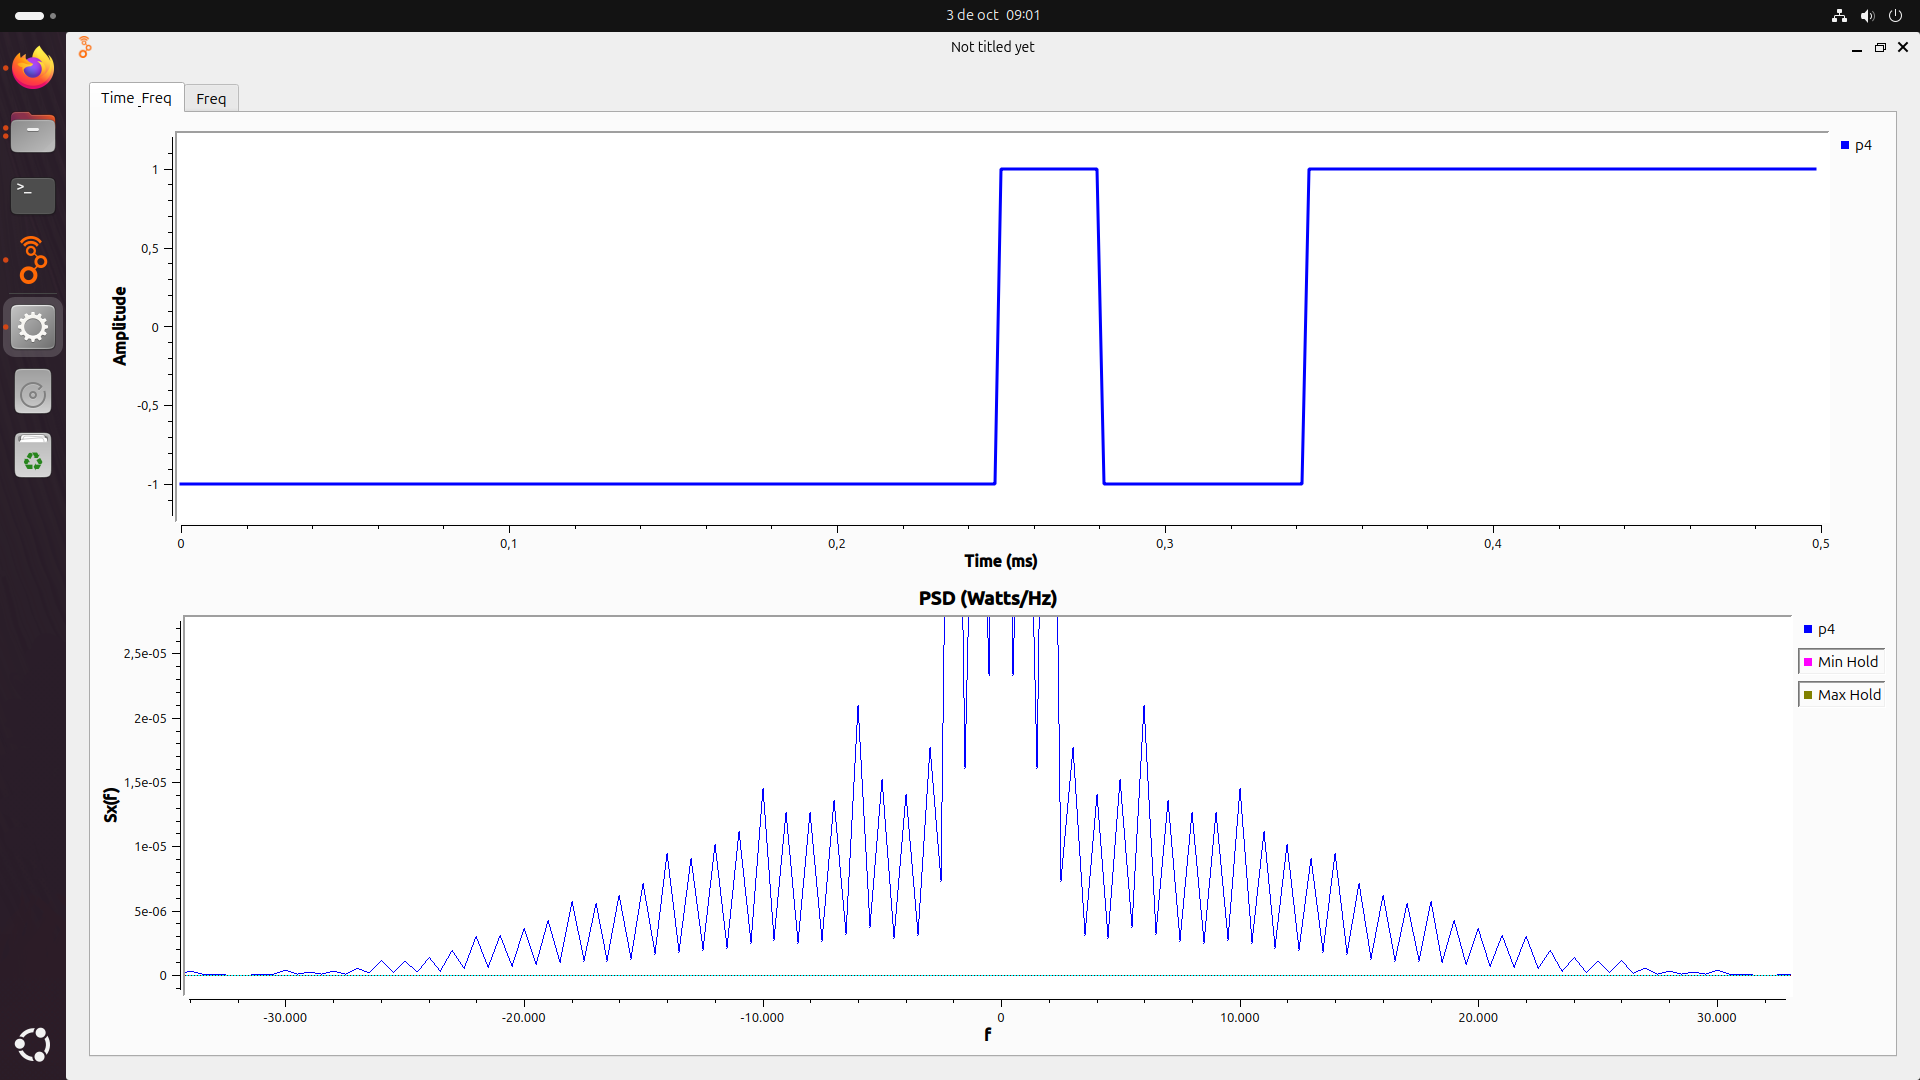 3 de oct 09:01
Not titled yet
Time_Freq Freq
p4
1
0,5
0
-0,5
-1
Amplitude
0 0,1 0,2 0,3 0,4 0,5
Time (ms)
PSD (Watts/Hz)
p4
Min Hold
Max Hold
2,5e-05
2e-05
1,5e-05
1e-05
5e-06
0
Sx(f)
-30.000 -20.000 -10.000 0 10.000 20.000 30.000
f